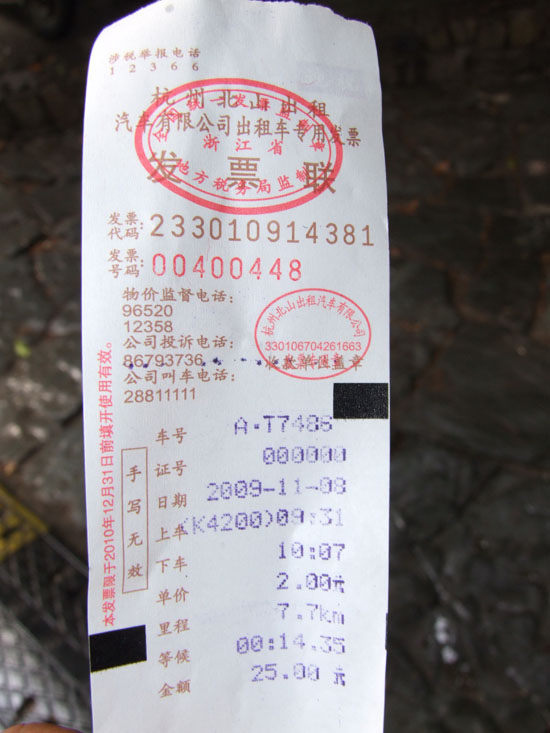 涉税举报电话
12366
杭州北山出租
汽车有限公司出租车专用发票
浙江省
地方税务局监制
发票联
发票代码: 233010914381
发票号码: 00400448
物价监督电话:
96520
12358
公司投诉电话:
86793736
公司叫车电话:
28811111
杭州北山出租汽车有限公司
330106704261663
收款单位盖章
本发票限于2010年12月31日前填开使用有效。
手写无效
车号 A·T7486
证号 000000
日期 2009-11-08
上车 (K4200)09:31
下车 10:07
单价 2.00元
里程 7.7km
等候 00:14.35
金额 25.00元